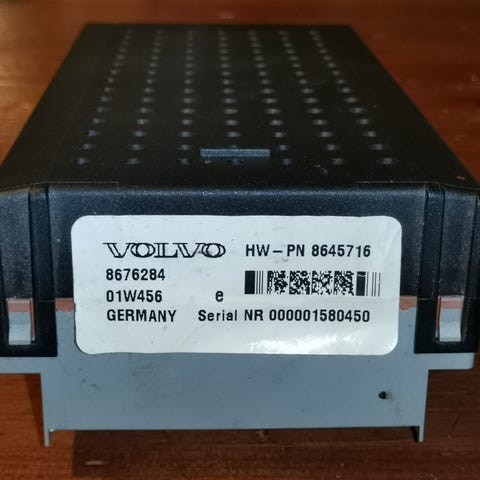 VOLVO HW-PN 8645716
8676284
01W456 e
GERMANY Serial NR 000001580450